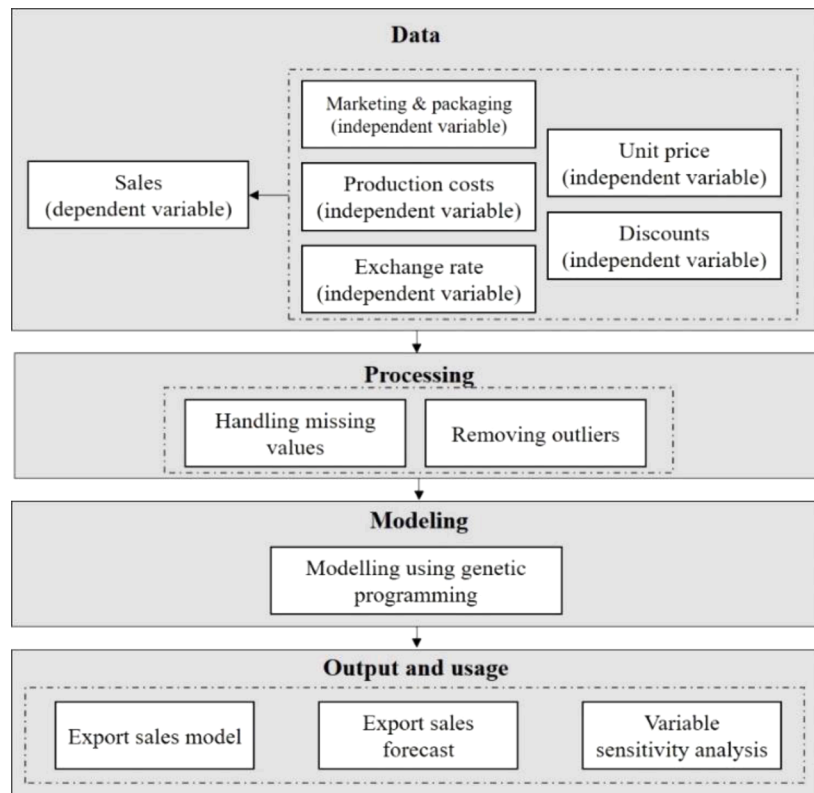 Data
Marketing & packaging
(independent variable)
Unit price
(independent variable)
Sales
(dependent variable)
Production costs
(independent variable)
Discounts
(independent variable)
Exchange rate
(independent variable)
Processing
Handling missing
values
Removing outliers
Modeling
Modelling using genetic
programming
Output and usage
Export sales model
Export sales
forecast
Variable
sensitivity analysis